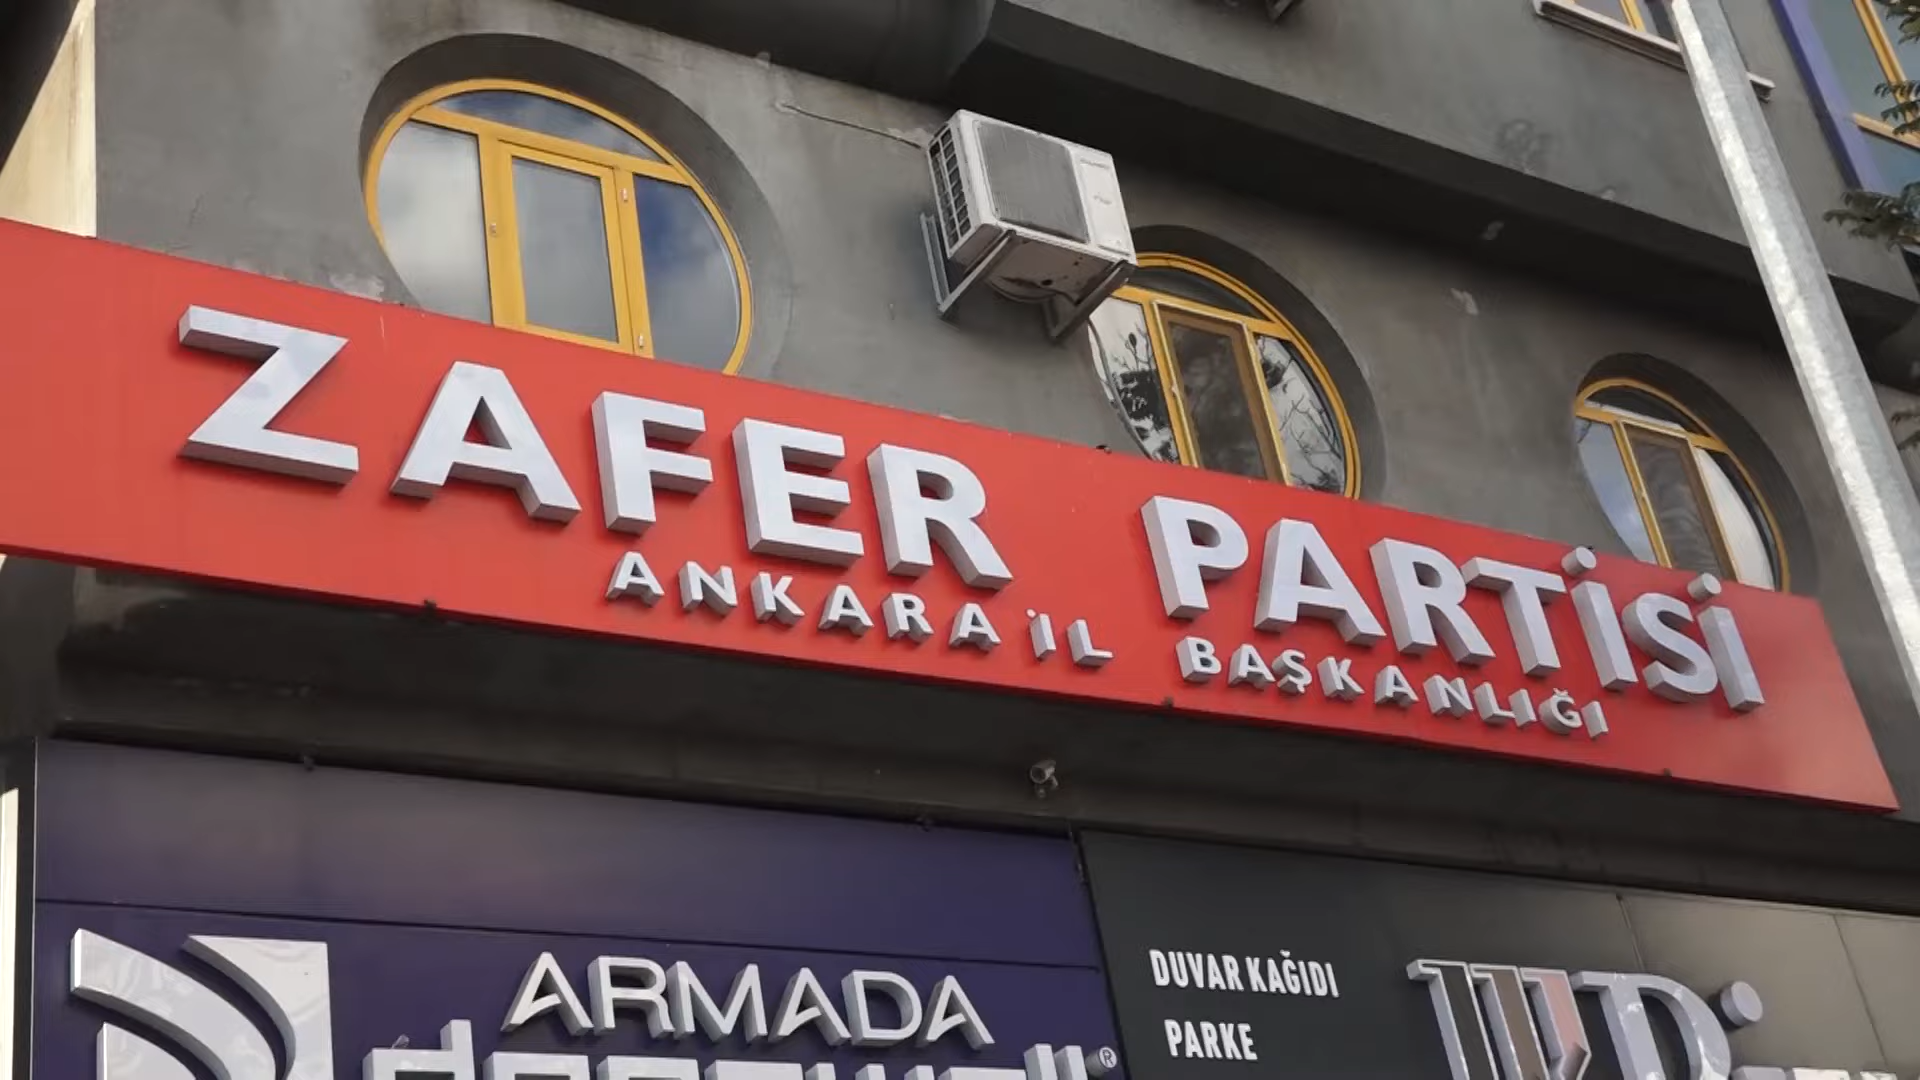 ZAFER PARTİSİ
ANKARA İL BAŞKANLIĞI
ARMADA
DUVAR KAĞIDI
PARKE